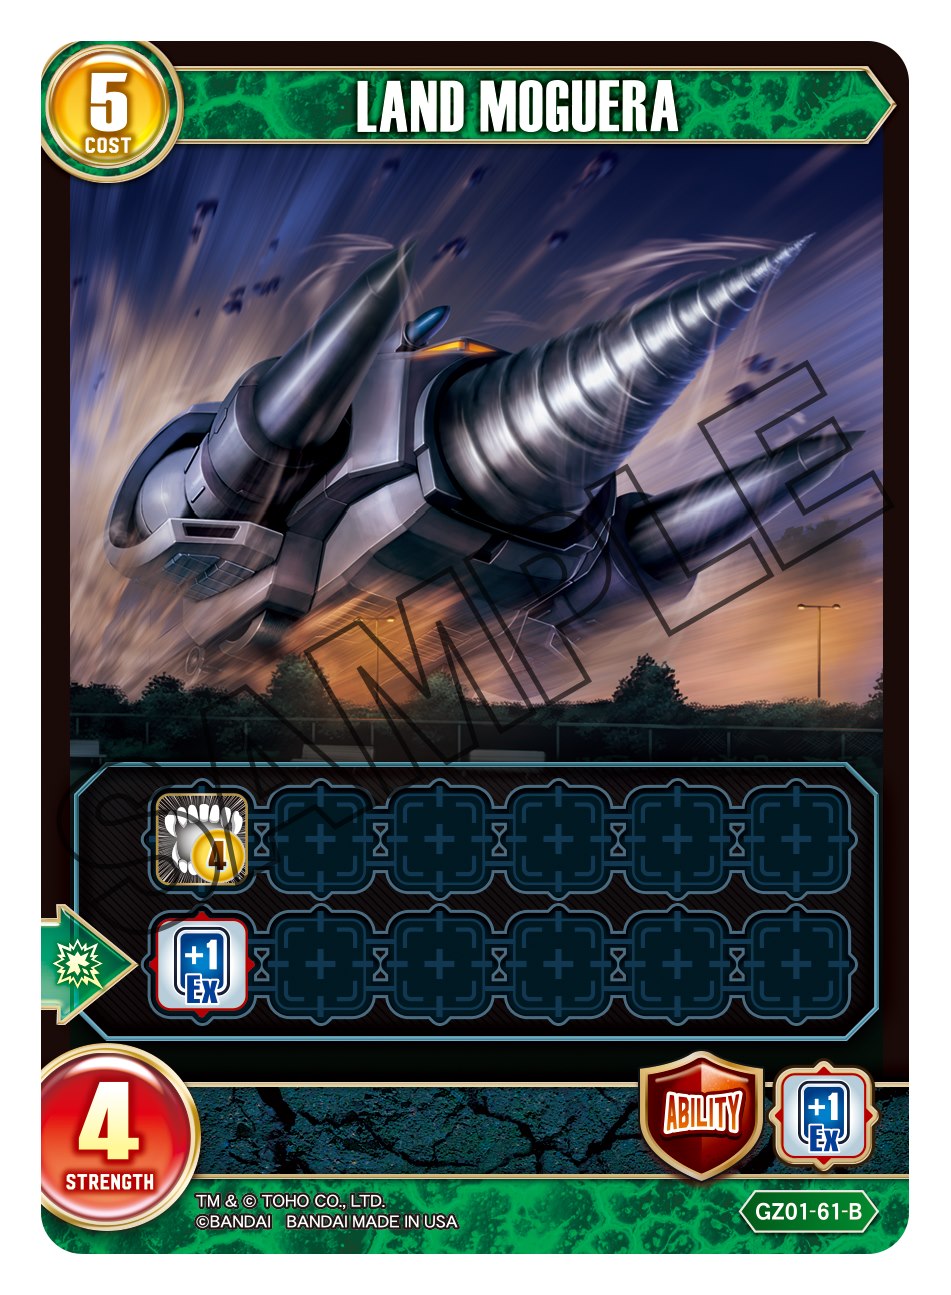 5
COST
LAND MOGUERA
SAMPLE
4
+1
Ex
4
STRENGTH
ABILITY
+1
Ex
TM & © TOHO CO., LTD.
©BANDAI BANDAI MADE IN USA
GZ01-61-B